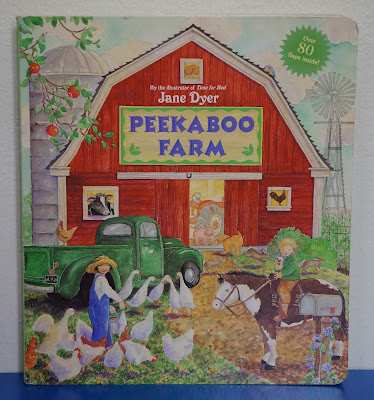 Over
80
flaps inside!
By the illustrator of Time for Bed
Jane Dyer
PEEKABOO
FARM